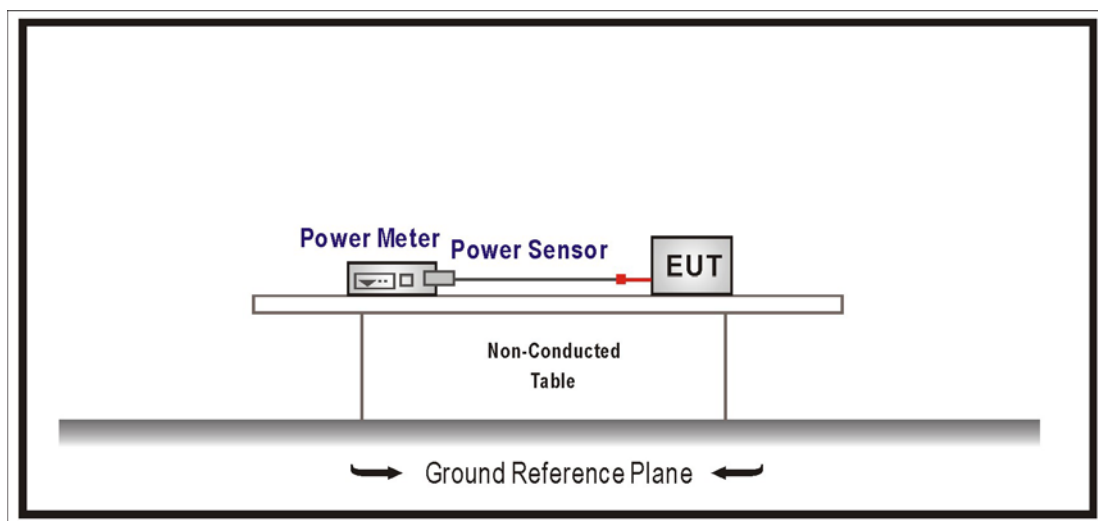 Power Meter
Power Sensor
EUT
Non-Conducted
Table
Ground Reference Plane